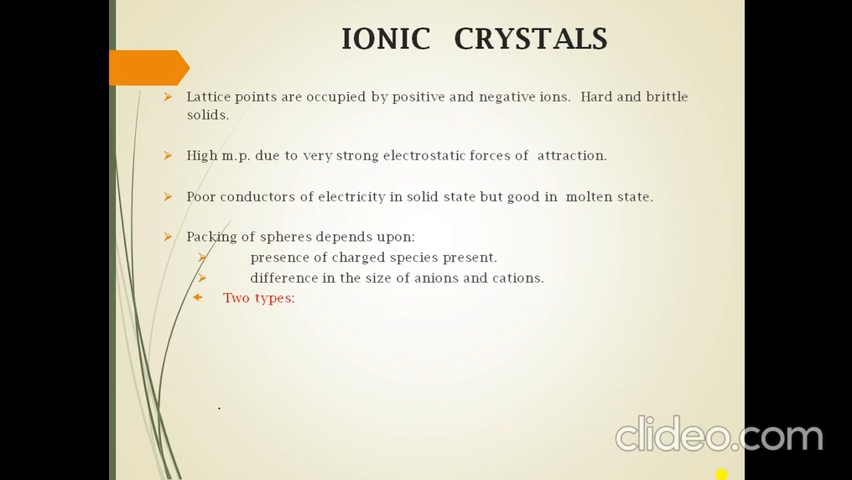 IONIC CRYSTALS
Lattice points are occupied by positive and negative ions. Hard and brittle
solids.
High m.p. due to very strong electrostatic forces of attraction.
Poor conductors of electricity in solid state but good in molten state.
Packing of spheres depends upon:
presence of charged species present.
difference in the size of anions and cations.
Two types:
.
clideo.com